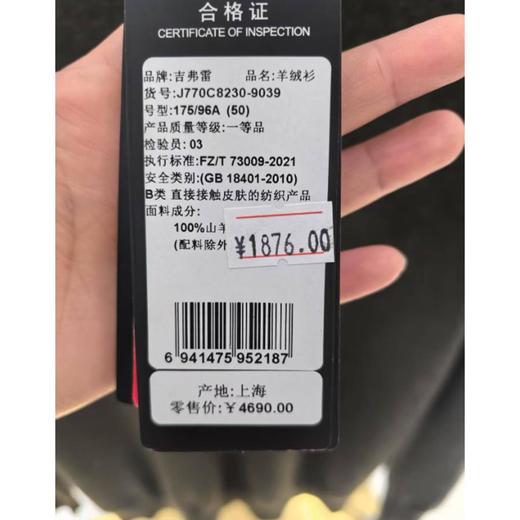 合格证
CERTIFICATE OF INSPECTION
品牌:吉弗雷 品名:羊绒衫
货号:J770C8230-9039
号型:175/96A (50)
产品质量等级:一等品
检验员: 03
执行标准:FZ/T 73009-2021
安全类别:(GB 18401-2010)
B类 直接接触皮肤的纺织产品
面料成分:
100%山羊
(配料除外
¥1876.00
6 941475 952187
产地:上海
零售价:¥4690.00